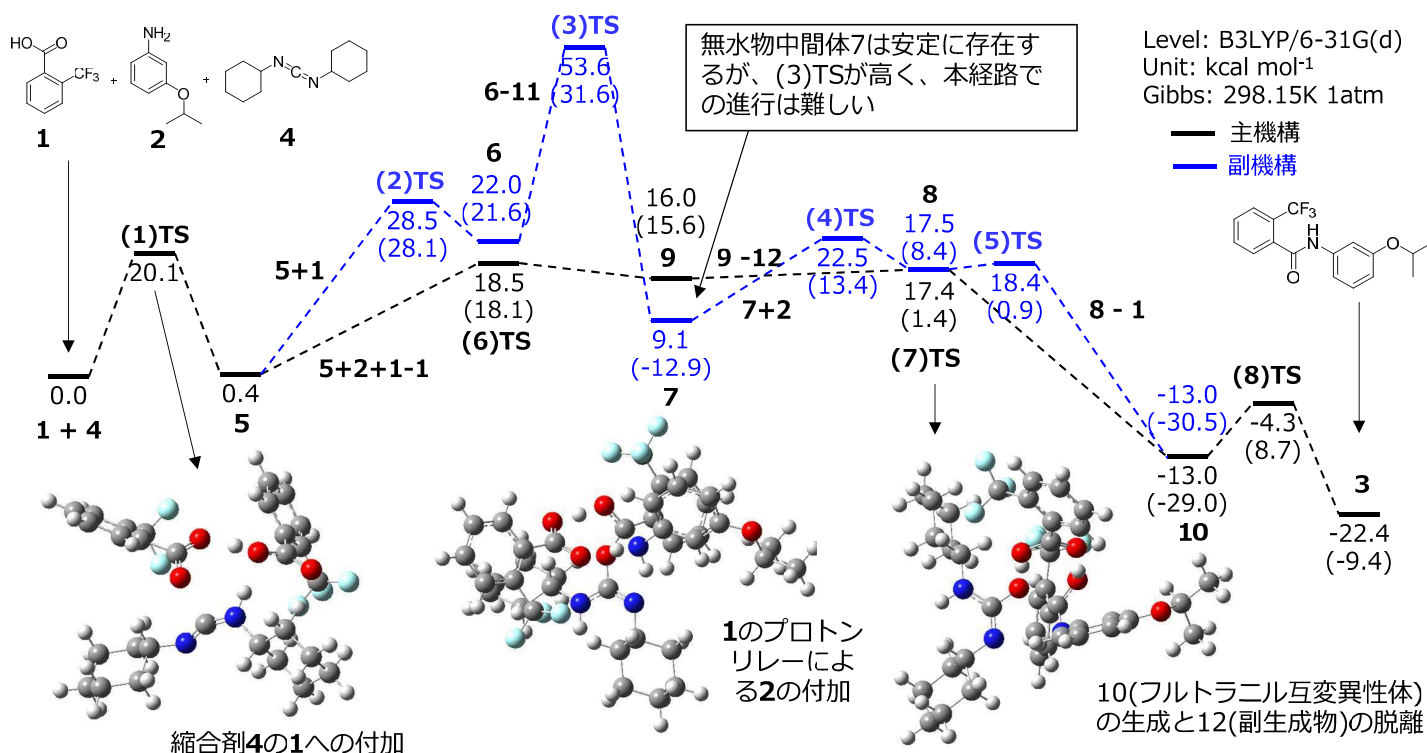 HO
O
CF3
1
+
NH2
O
2
+
N
C
N
4
(3)TS
53.6
(31.6)
6-11
無水物中間体7は安定に存在す
るが、(3)TSが高く、本経路で
の進行は難しい
Level: B3LYP/6-31G(d)
Unit: kcal mol-1
Gibbs: 298.15K 1atm
主機構
副機構
CF3
H
N
O
O
(1)TS
20.1
0.0
1 + 4
0.4
5
5+1
(2)TS
28.5
(28.1)
6
22.0
(21.6)
18.5
(18.1)
(6)TS
5+2+1-1
16.0
(15.6)
9
9 -12
9.1
(-12.9)
7
7+2
(4)TS
22.5
(13.4)
8
17.5
(8.4)
17.4
(1.4)
(7)TS
(5)TS
18.4
(0.9)
8 - 1
-13.0
(-30.5)
-13.0
(-29.0)
10
(8)TS
-4.3
(8.7)
3
-22.4
(-9.4)
縮合剤4の1への付加
1のプロトン
リレーによ
る2の付加
10(フルトラニル互変異性体)
の生成と12(副生成物)の脱離